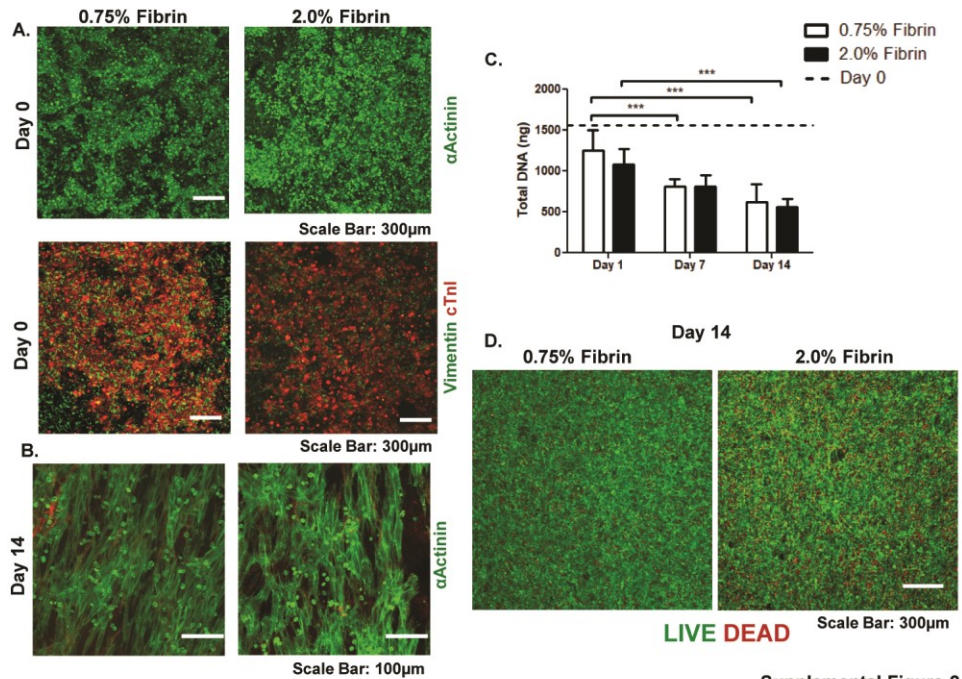 A.
0.75% Fibrin
2.0% Fibrin
Day 0
αActinin
Scale Bar: 300µm
Day 0
Vimentin cTnI
Scale Bar: 300µm
B.
Day 14
αActinin
Scale Bar: 100µm
C.
0.75% Fibrin
2.0% Fibrin
Day 0
***
***
***
Total DNA (ng)
2000
1500
1000
500
0
Day 1
Day 7
Day 14
D.
Day 14
0.75% Fibrin
2.0% Fibrin
LIVE DEAD
Scale Bar: 300µm
Supplemental Figure